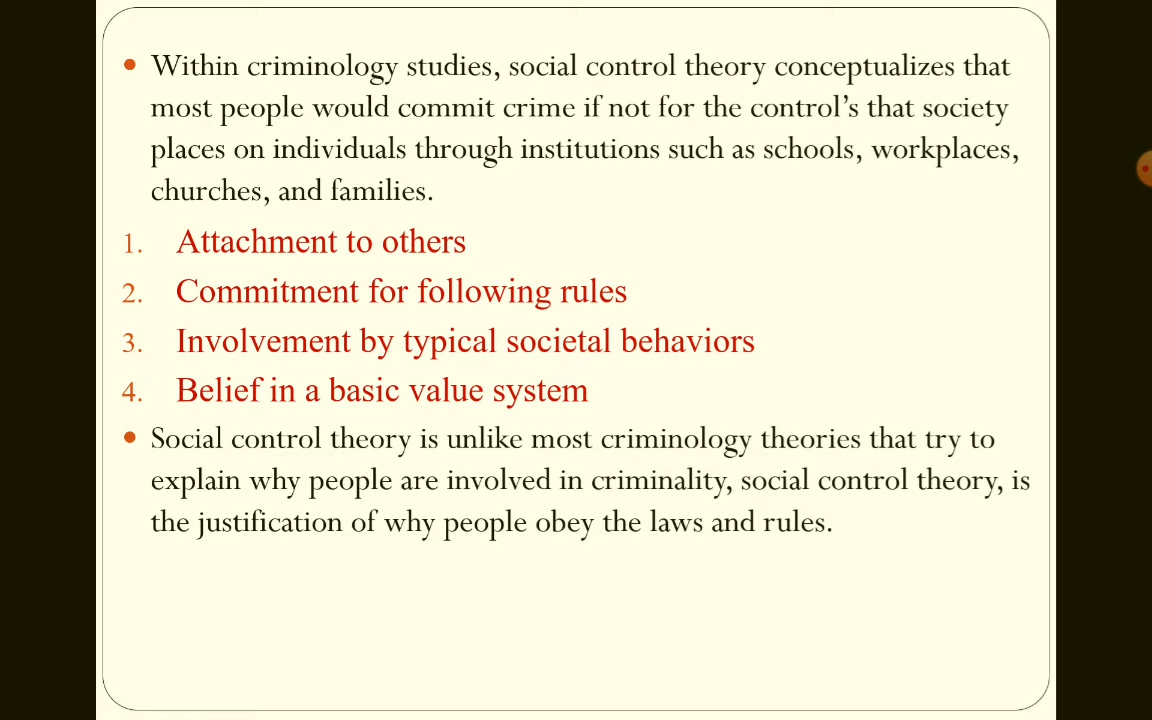 Within criminology studies, social control theory conceptualizes that
most people would commit crime if not for the control’s that society
places on individuals through institutions such as schools, workplaces,
churches, and families.
1. Attachment to others
2. Commitment for following rules
3. Involvement by typical societal behaviors
4. Belief in a basic value system
Social control theory is unlike most criminology theories that try to
explain why people are involved in criminality, social control theory, is
the justification of why people obey the laws and rules.